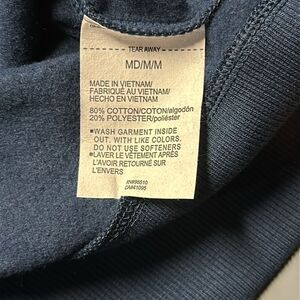 TEAR AWAY
MD/M/M
MADE IN VIETNAM/
FABRIQUÉ AU VIETNAM/
HECHO EN VIETNAM
80% COTTON/COTON/algodón
20% POLYESTER/poliéster
•WASH GARMENT INSIDE
OUT. WITH LIKE COLORS.
DO NOT USE SOFTENERS
•LAVER LE VÊTEMENT APRÈS
L'AVOIR RETOURNÉ SUR
L'ENVERS